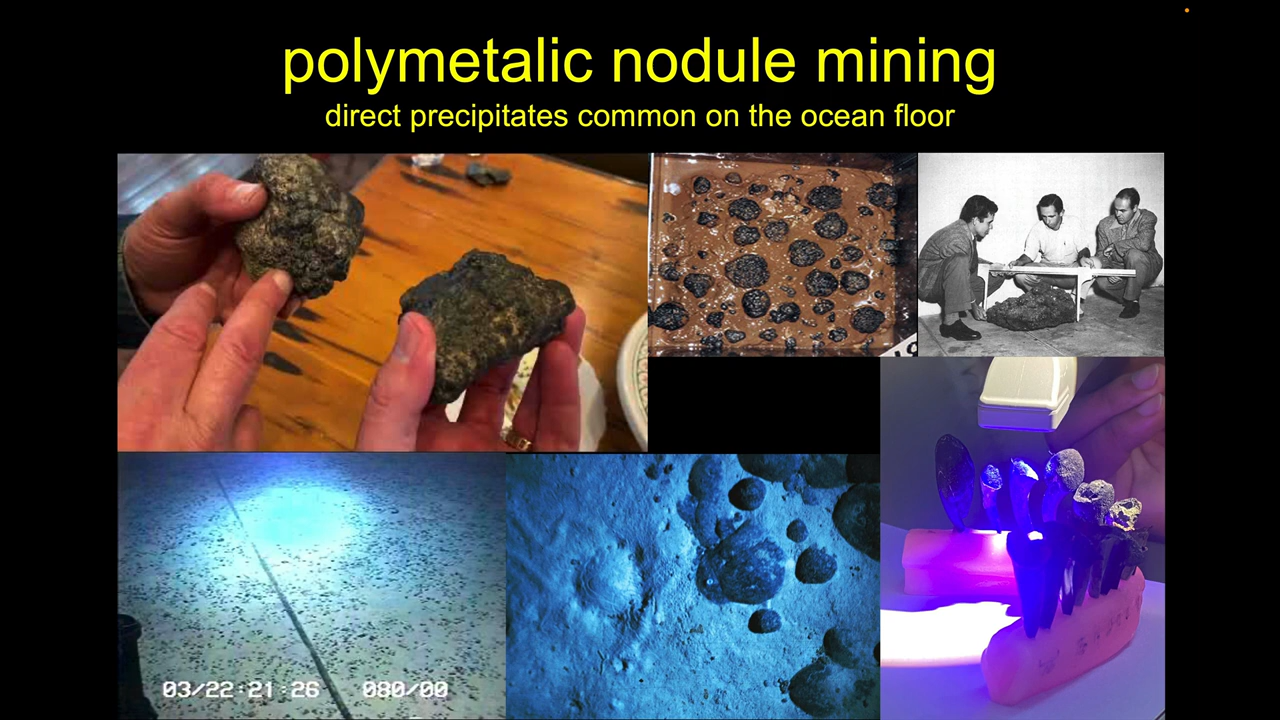 polymetalic nodule mining
direct precipitates common on the ocean floor
03/22:21:26 080/00